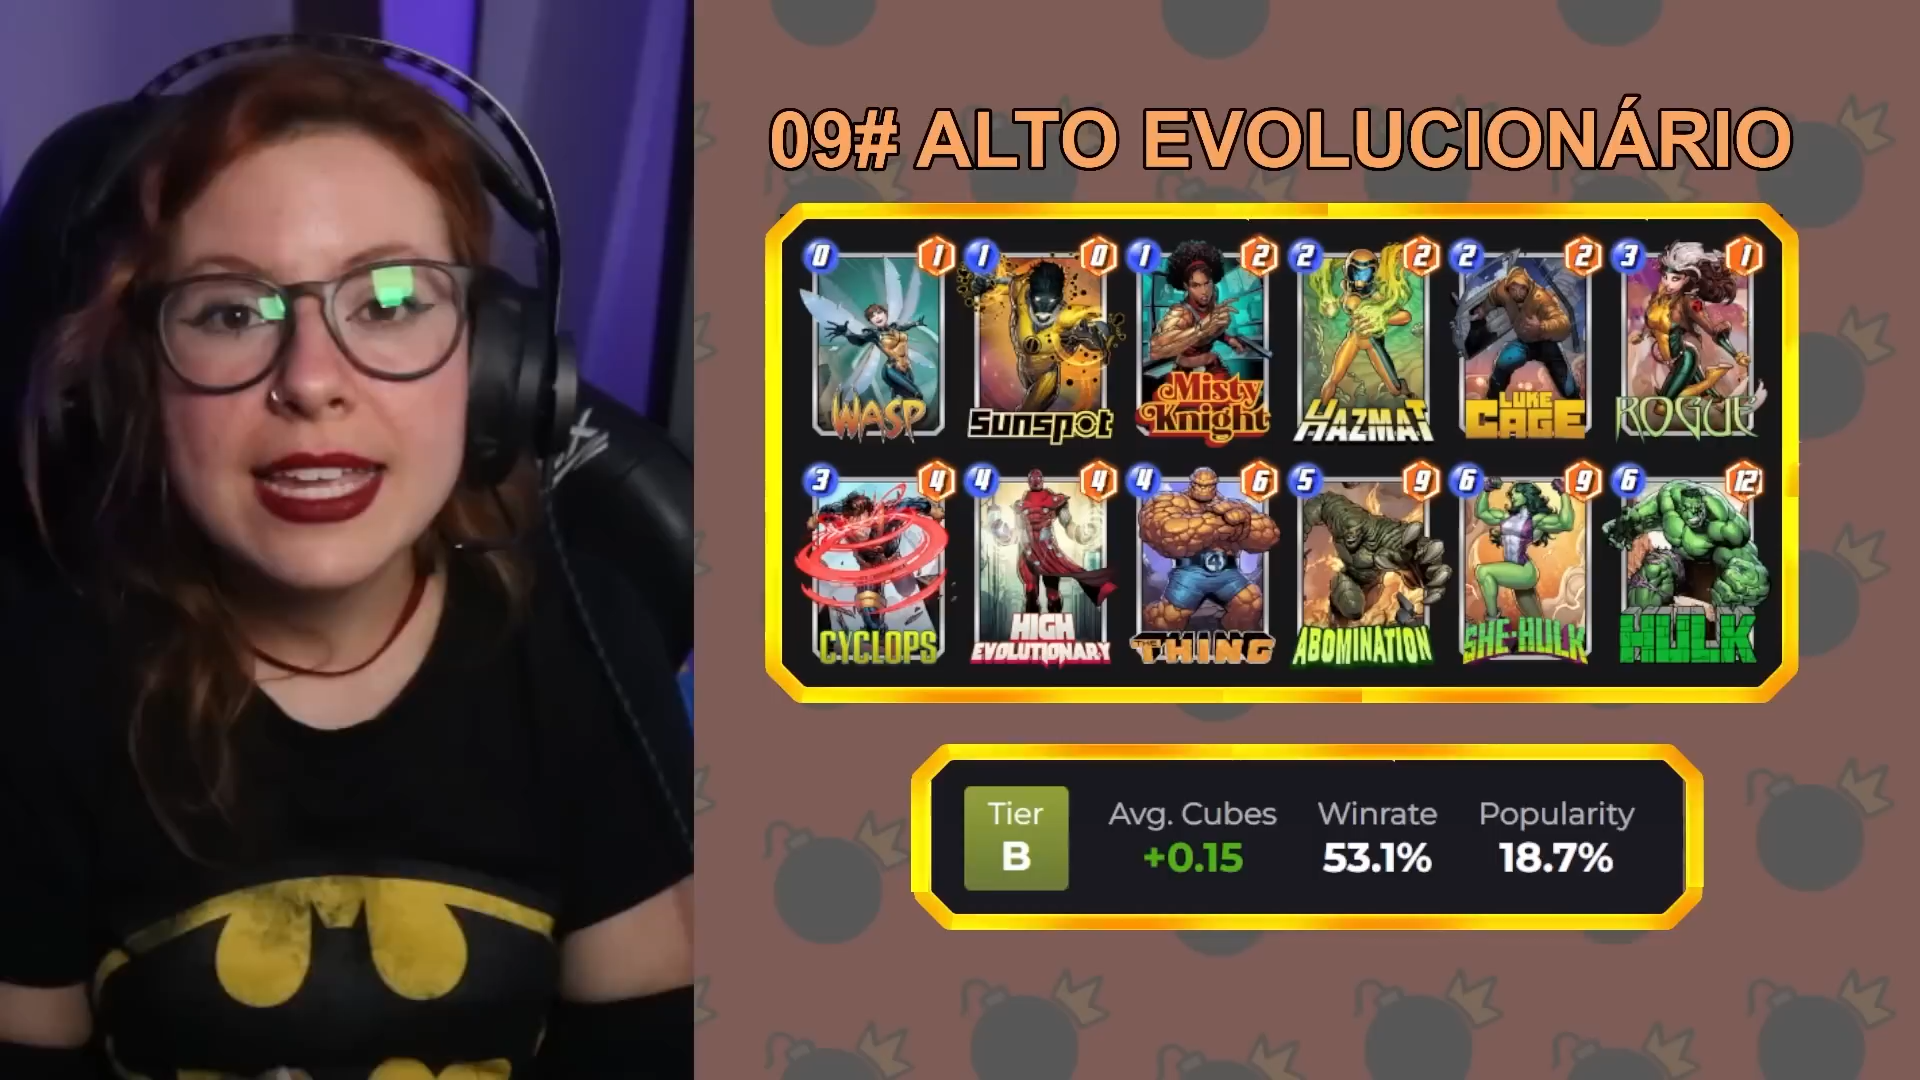 09# ALTO EVOLUCIONÁRIO
0 1 1 0 1 2 2 2 2 2 3 1
WASP Sunspot Misty Knight HAZMAT LUKE CAGE ROGUE
3 4 4 4 4 6 5 9 6 9 6 12
CYCLOPS HIGH EVOLUTIONARY THE THING ABOMINATION SHE-HULK HULK
Tier Avg. Cubes Winrate Popularity
B +0.15 53.1% 18.7%